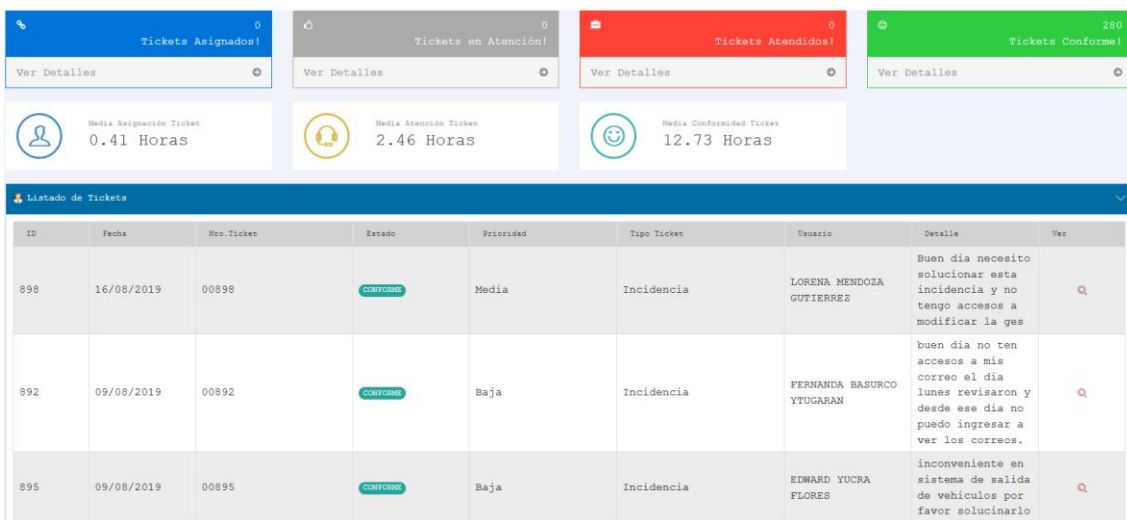 0
Tickets Asignados!
Ver Detalles
0
Tickets en Atención!
Ver Detalles
0
Tickets Atendidos!
Ver Detalles
280
Tickets Conforme!
Ver Detalles
Media Asignación Ticket
0.41 Horas
Media Atención Ticket
2.46 Horas
Media Conformidad Ticket
12.73 Horas
Listado de Tickets
ID Fecha Nro.Ticket Estado Prioridad Tipo Ticket Usuario Detalle Ver
898 16/08/2019 00898 CONFORME Media Incidencia
LORENA MENDOZA
GUTIERREZ
Buen dia necesito
solucionar esta
incidencia y no
tengo accesos a
modificar la ges
892 09/08/2019 00892 CONFORME Baja Incidencia
FERNANDA BASURCO
YTUGARAN
buen dia no ten
accesos a mis
correo el dia
lunes revisaron y
desde ese dia no
puedo ingresar a
ver los correos.
895 09/08/2019 00895 CONFORME Baja Incidencia
EDWARD YUCRA
FLORES
inconveniente en
sistema de salida
de vehiculos por
favor solucinarlo